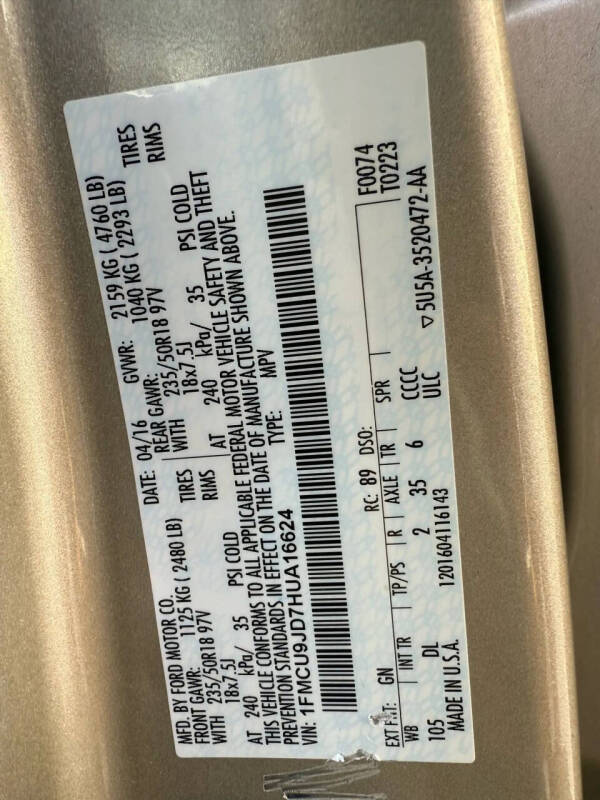 MFD. BY FORD MOTOR CO.
DATE: 04/16 GVWR: 2159 KG ( 4760 LB)
FRONT GAWR: 1125 KG ( 2480 LB) REAR GAWR: 1040 KG ( 2293 LB)
WITH 235/50R18 97V TIRES WITH 235/50R18 97V TIRES
18x7.5J RIMS 18x7.5J RIMS
AT 240 kPa/ 35 PSI COLD AT 240 kPa/ 35 PSI COLD
THIS VEHICLE CONFORMS TO ALL APPLICABLE FEDERAL MOTOR VEHICLE SAFETY AND THEFT
PREVENTION STANDARDS IN EFFECT ON THE DATE OF MANUFACTURE SHOWN ABOVE.
VIN: 1FMCU9JD7HUA16624 TYPE: MPV
F0074
T0223
EXT PNT: GN RC: 89 DSO:
WB INT TR TP/PS R AXLE TR SPR
105 DL 2 35 6 CCCC
ULC
MADE IN U.S.A. 1201604116143 ▽5U5A-3520472-AA